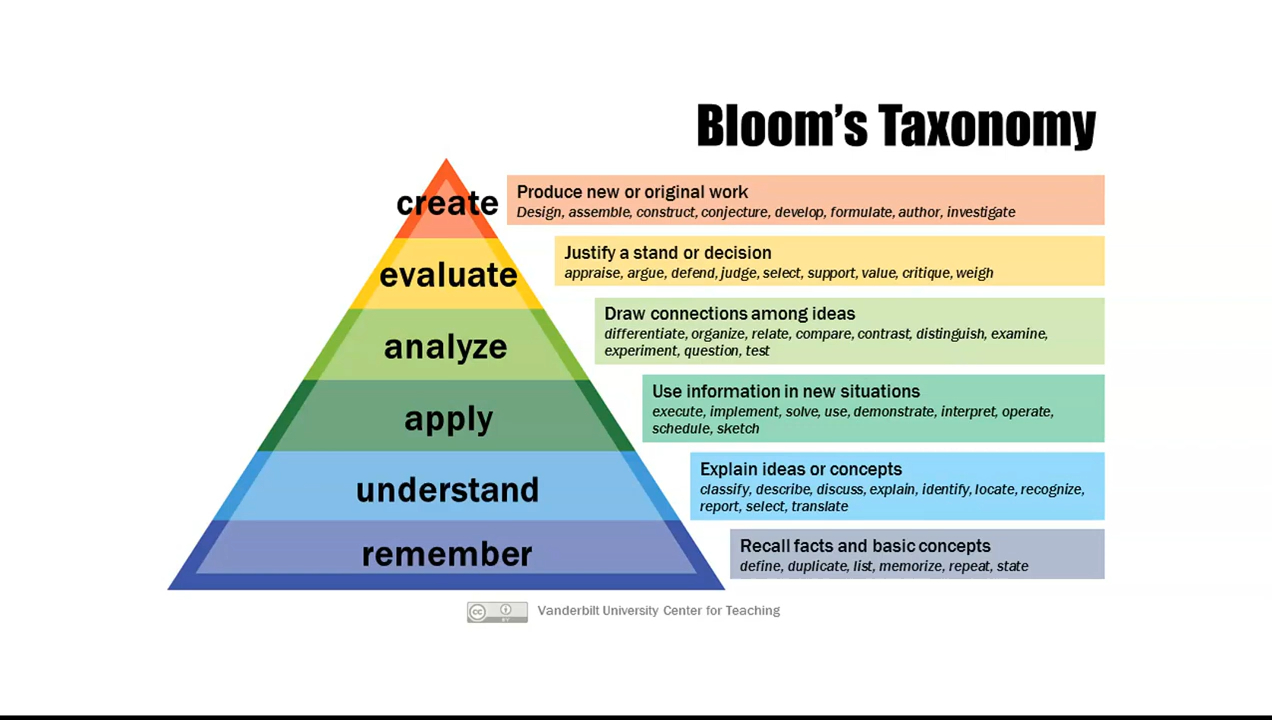 Bloom's Taxonomy
create
Produce new or original work
Design, assemble, construct, conjecture, develop, formulate, author, investigate
evaluate
Justify a stand or decision
appraise, argue, defend, judge, select, support, value, critique, weigh
analyze
Draw connections among ideas
differentiate, organize, relate, compare, contrast, distinguish, examine,
experiment, question, test
apply
Use information in new situations
execute, implement, solve, use, demonstrate, interpret, operate,
schedule, sketch
understand
Explain ideas or concepts
classify, describe, discuss, explain, identify, locate, recognize,
report, select, translate
remember
Recall facts and basic concepts
define, duplicate, list, memorize, repeat, state
cc BY Vanderbilt University Center for Teaching